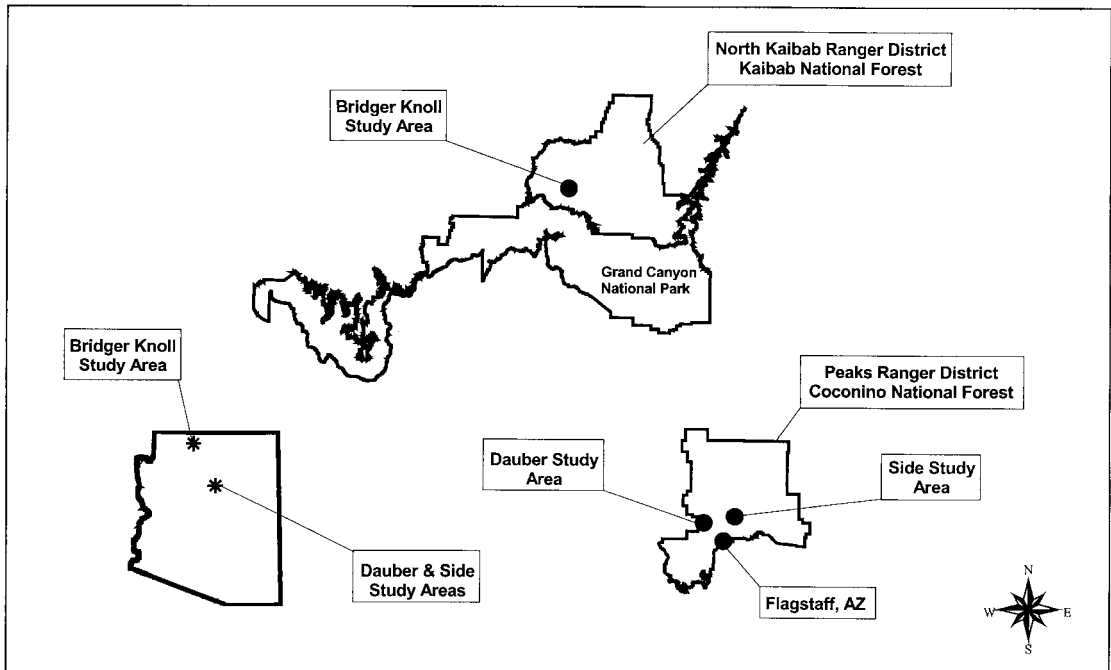 North Kaibab Ranger District
Kaibab National Forest
Bridger Knoll
Study Area
Grand Canyon
National Park
Bridger Knoll
Study Area
Peaks Ranger District
Coconino National Forest
Dauber Study
Area
Side Study
Area
Dauber & Side
Study Areas
Flagstaff, AZ
N
W
E
S